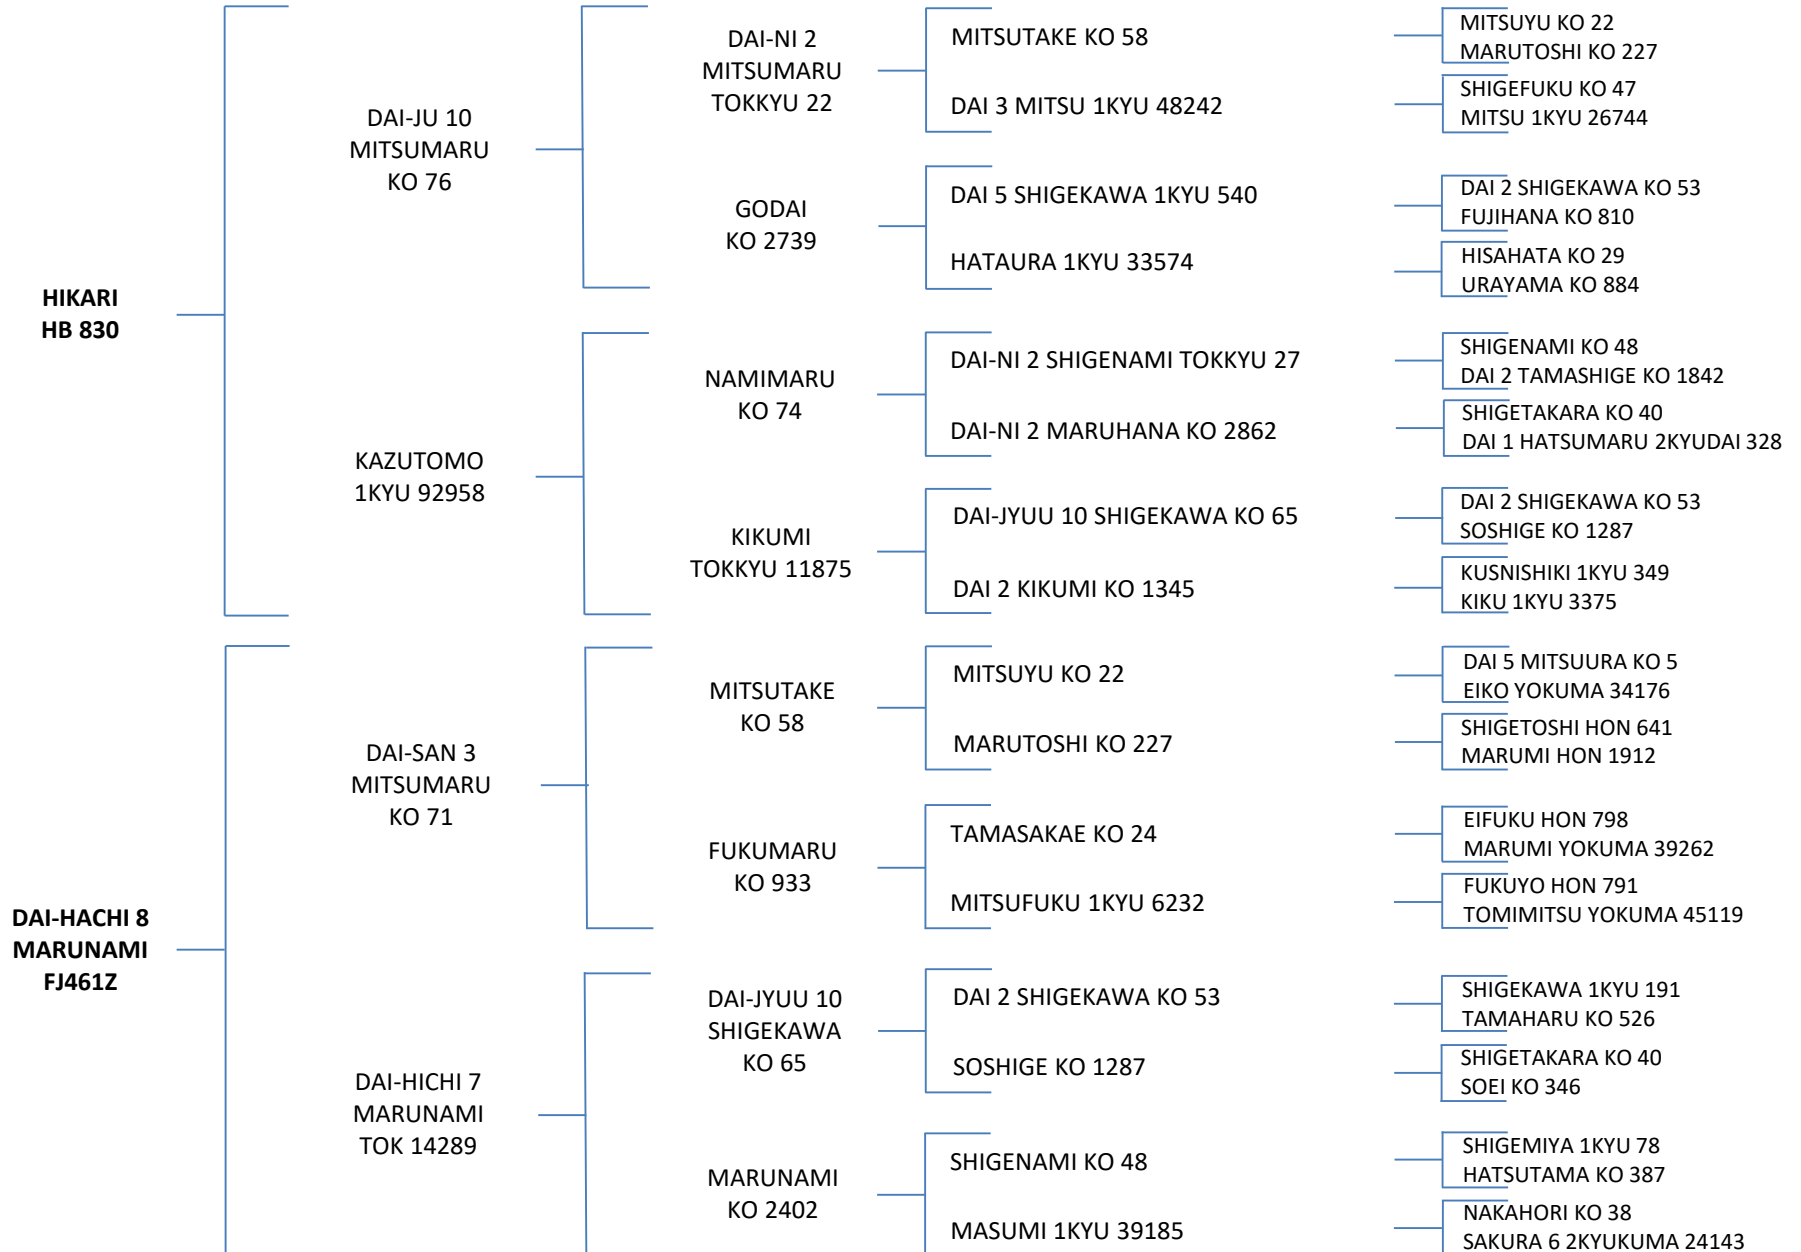 HIKARI
HB 830
DAI-HACHI 8
MARUNAMI
FJ461Z
DAI-JU 10
MITSUMARU
KO 76
KAZUTOMO
1KYU 92958
DAI-SAN 3
MITSUMARU
KO 71
DAI-HICHI 7
MARUNAMI
TOK 14289
DAI-NI 2
MITSUMARU
TOKKYU 22
GODAI
KO 2739
NAMIMARU
KO 74
KIKUMI
TOKKYU 11875
MITSUTAKE
KO 58
FUKUMARU
KO 933
DAI-JYUU 10
SHIGEKAWA
KO 65
MARUNAMI
KO 2402
MITSUTAKE KO 58
DAI 3 MITSU 1KYU 48242
DAI 5 SHIGEKAWA 1KYU 540
HATAURA 1KYU 33574
DAI-NI 2 SHIGENAMI TOKKYU 27
DAI-NI 2 MARUHANA KO 2862
DAI-JYUU 10 SHIGEKAWA KO 65
DAI 2 KIKUMI KO 1345
MITSUYU KO 22
MARUTOSHI KO 227
TAMASAKAE KO 24
MITSUFUKU 1KYU 6232
DAI 2 SHIGEKAWA KO 53
SOSHIGE KO 1287
SHIGENAMI KO 48
MASUMI 1KYU 39185
MITSUYU KO 22
MARUTOSHI KO 227
SHIGEFUKU KO 47
MITSU 1KYU 26744
DAI 2 SHIGEKAWA KO 53
FUJIHANA KO 810
HISAHATA KO 29
URAYAMA KO 884
SHIGENAMI KO 48
DAI 2 TAMASHIGE KO 1842
SHIGETAKARA KO 40
DAI 1 HATSUMARU 2KYUDAI 328
DAI 2 SHIGEKAWA KO 53
SOSHIGE KO 1287
KUSNISHIKI 1KYU 349
KIKU 1KYU 3375
DAI 5 MITSUURA KO 5
EIKO YOKUMA 34176
SHIGETOSHI HON 641
MARUMI HON 1912
EIFUKU HON 798
MARUMI YOKUMA 39262
FUKUYO HON 791
TOMIMITSU YOKUMA 45119
SHIGEKAWA 1KYU 191
TAMAHARU KO 526
SHIGETAKARA KO 40
SOEI KO 346
SHIGEMIYA 1KYU 78
HATSUTAMA KO 387
NAKAHORI KO 38
SAKURA 6 2KYUKUMA 24143